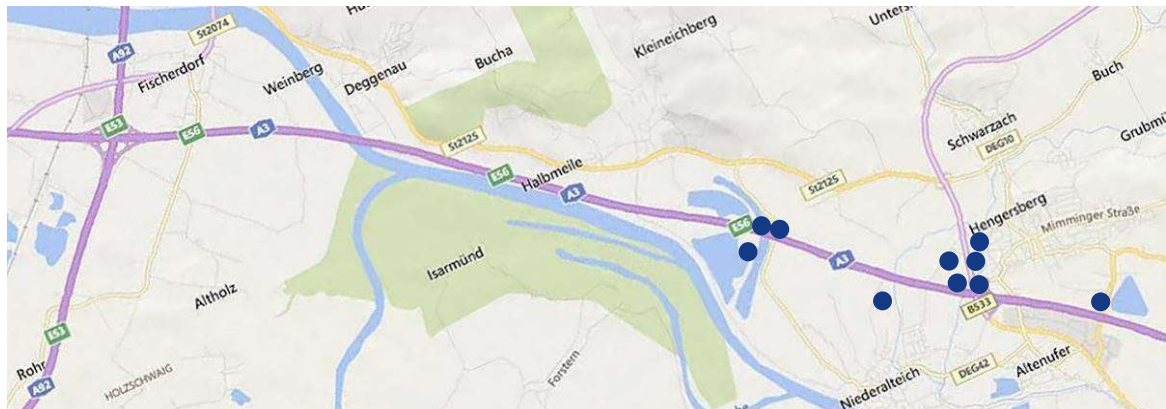 St2074
A92
Fischerdorf
Weinberg
Deggenau
Bucha
Kleineichberg
Buch
E53
E56
A3
St2125
Schwarzach
DEG10
E56
Halbmeile
A3
St2125
Hengersberg
Mimminger Straße
E56
A3
Isarmünd
Altholz
B533
E53
Rohr
A92
HOLZSCHWAIG
Forstern
DEG42
Altenufer
Niederalteich